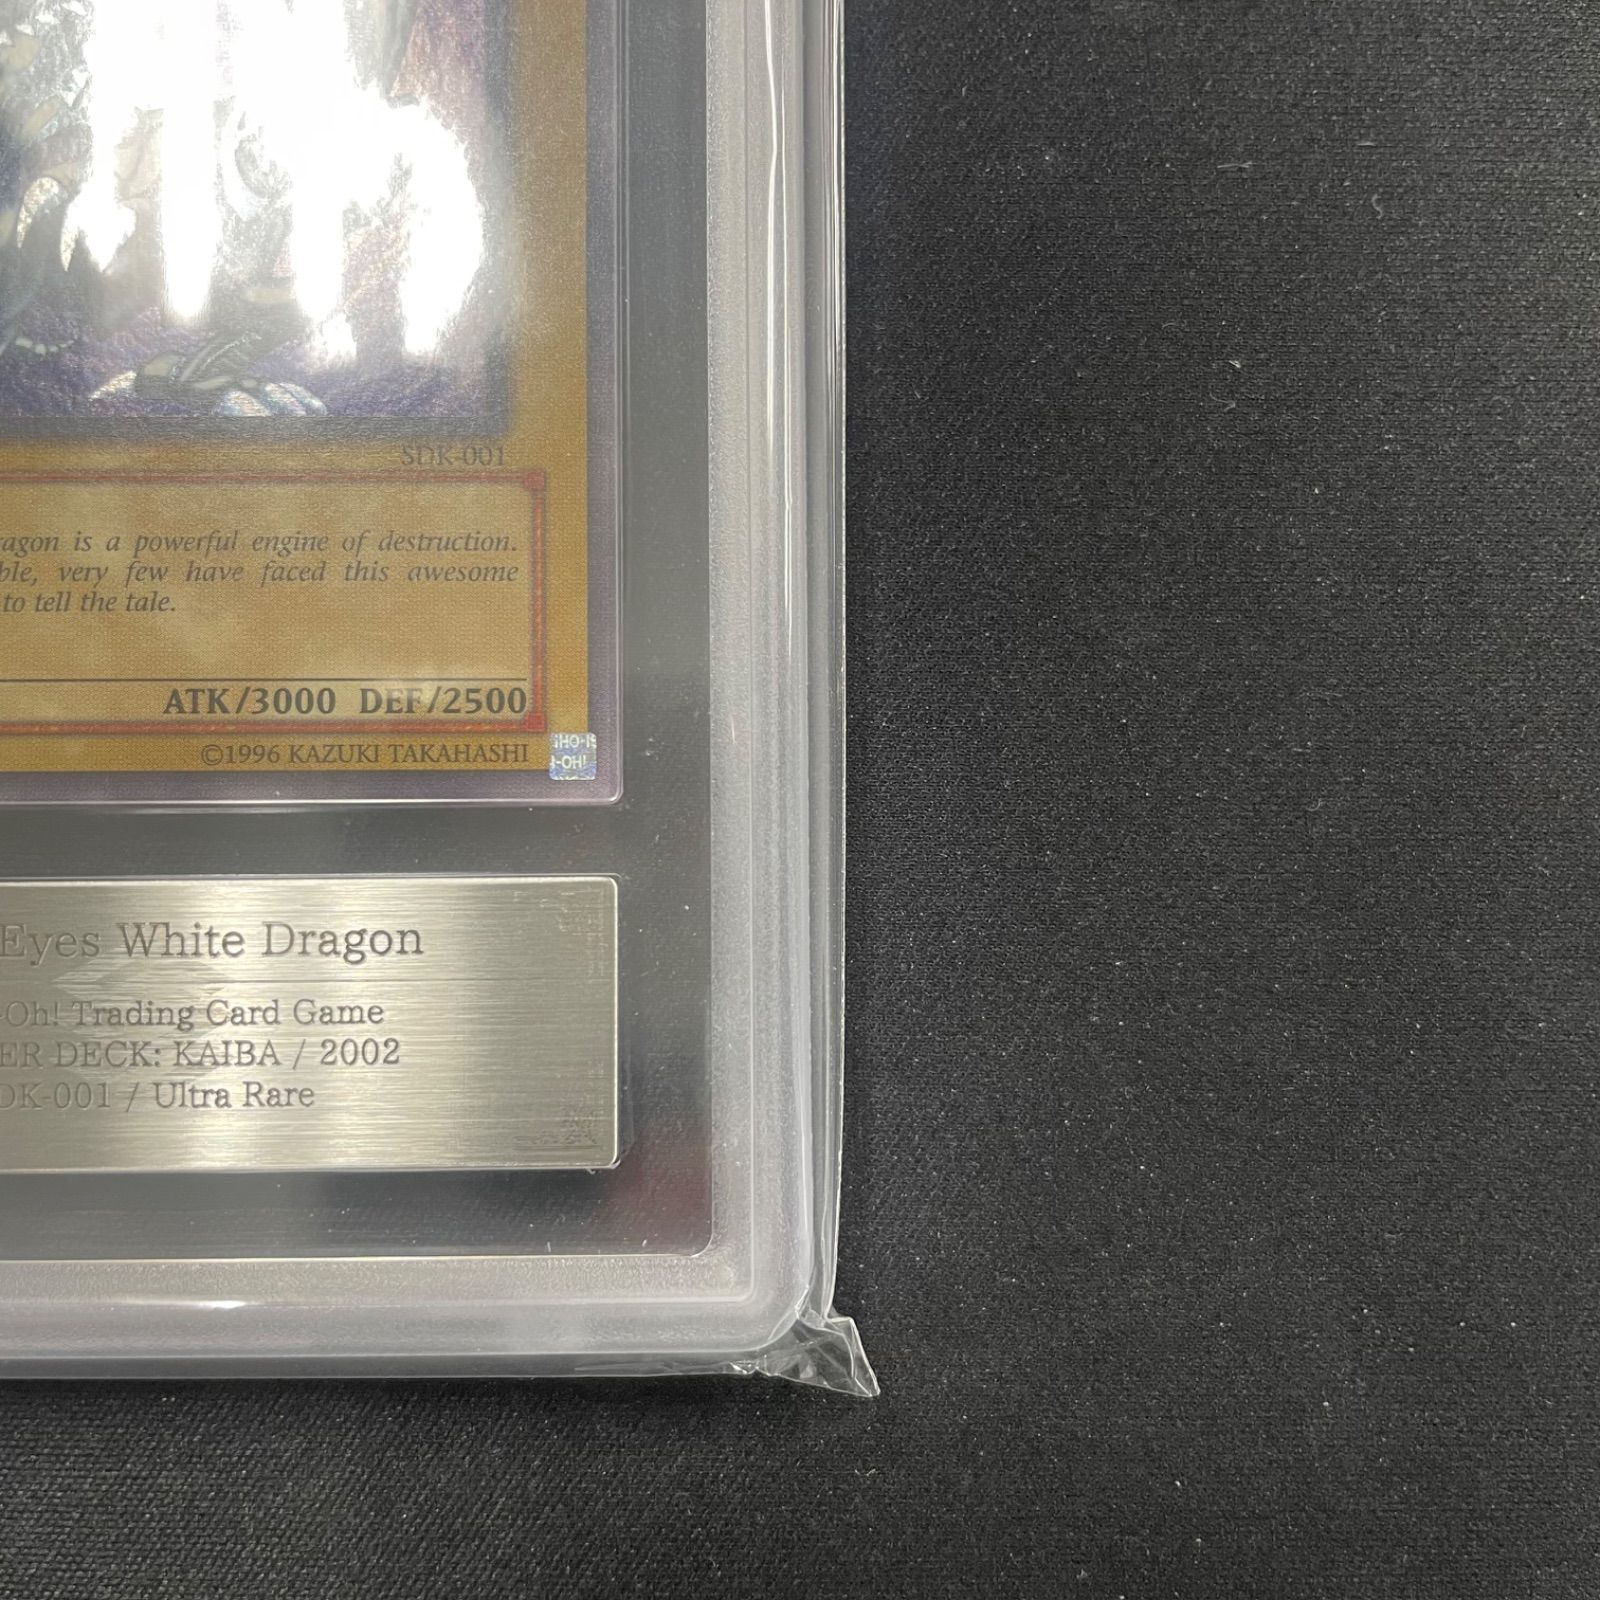 SDK-001
ragon is a powerful engine of destruction.
ble, very few have faced this awesome
to tell the tale.
ATK/3000 DEF/2500
©1996 KAZUKI TAKAHASHI
-OH!
Eyes White Dragon
-Oh! Trading Card Game
ER DECK: KAIBA / 2002
DK-001 / Ultra Rare